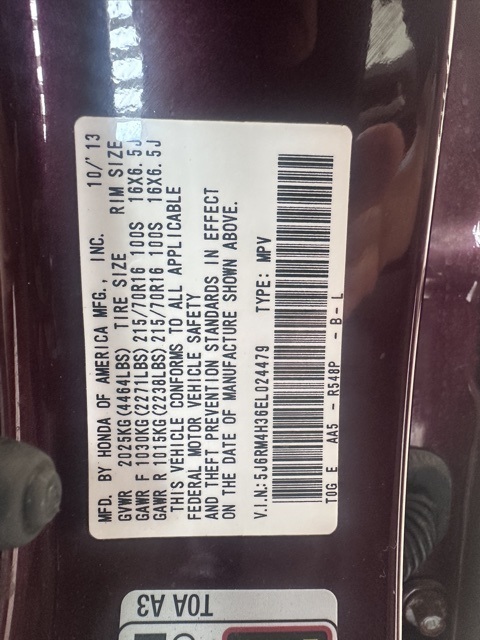 MFD. BY HONDA OF AMERICA MFG., INC. 10/'13
GVWR 2025KG(4464LBS) TIRE SIZE RIM SIZE
GAWR F 1030KG(2271LBS) 215/70R16 100S 16X6.5J
GAWR R 1015KG(2238LBS) 215/70R16 100S 16X6.5J
THIS VEHICLE CONFORMS TO ALL APPLICABLE
FEDERAL MOTOR VEHICLE SAFETY
AND THEFT PREVENTION STANDARDS IN EFFECT
ON THE DATE OF MANUFACTURE SHOWN ABOVE.
V.I.N.: 5J6RM4H36EL024479 TYPE: MPV
T0G E AA5 - R548P - B - L
T0A A3